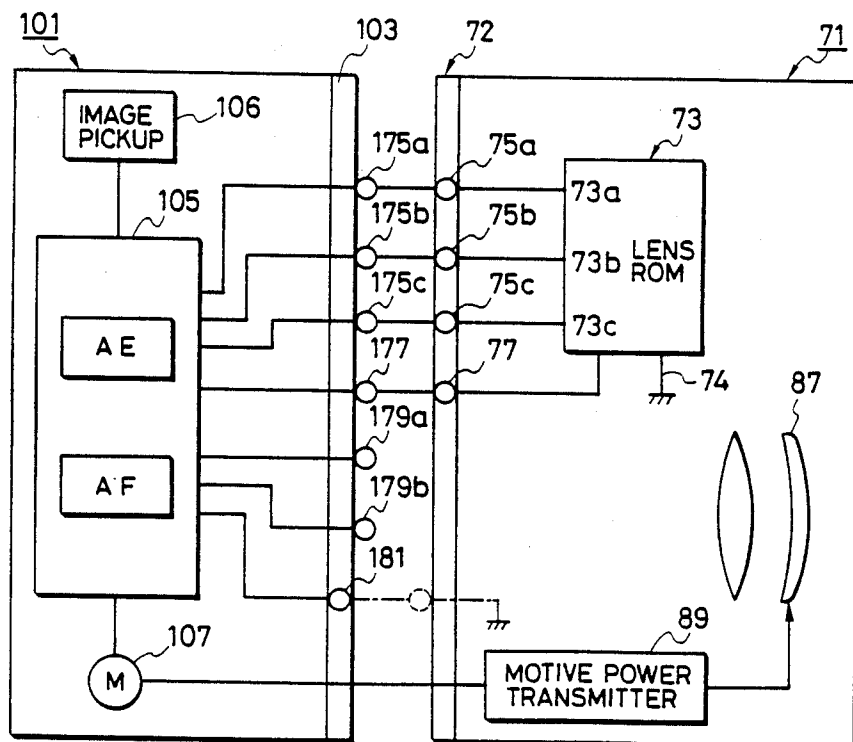 101
103
72
71
IMAGE
PICKUP
106
175a
75a
73
73a
105
175b
75b
73b
LENS
ROM
175c
75c
73c
AE
177
77
74
87
179a
AF
179b
181
107
89
M
MOTIVE POWER
TRANSMITTER